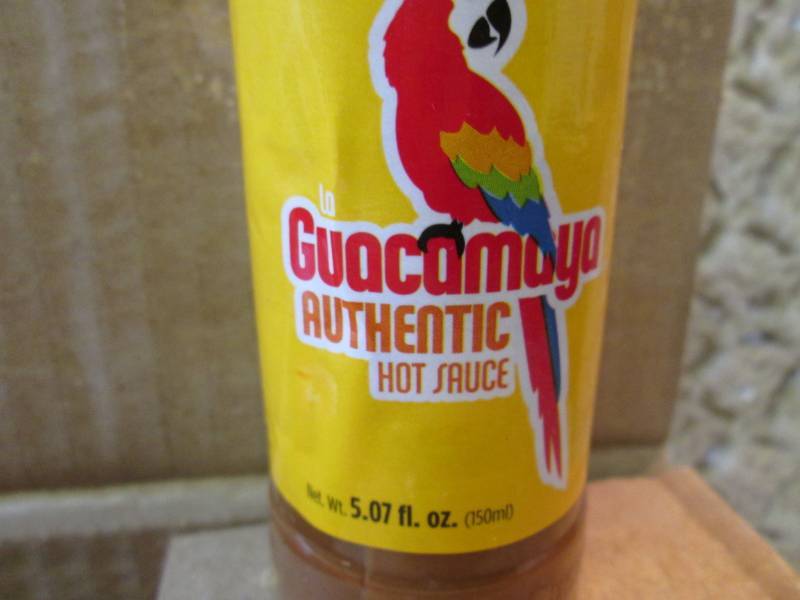 La
Guacamaya
AUTHENTIC
HOT SAUCE
Net. Wt. 5.07 fl. oz. (150ml)